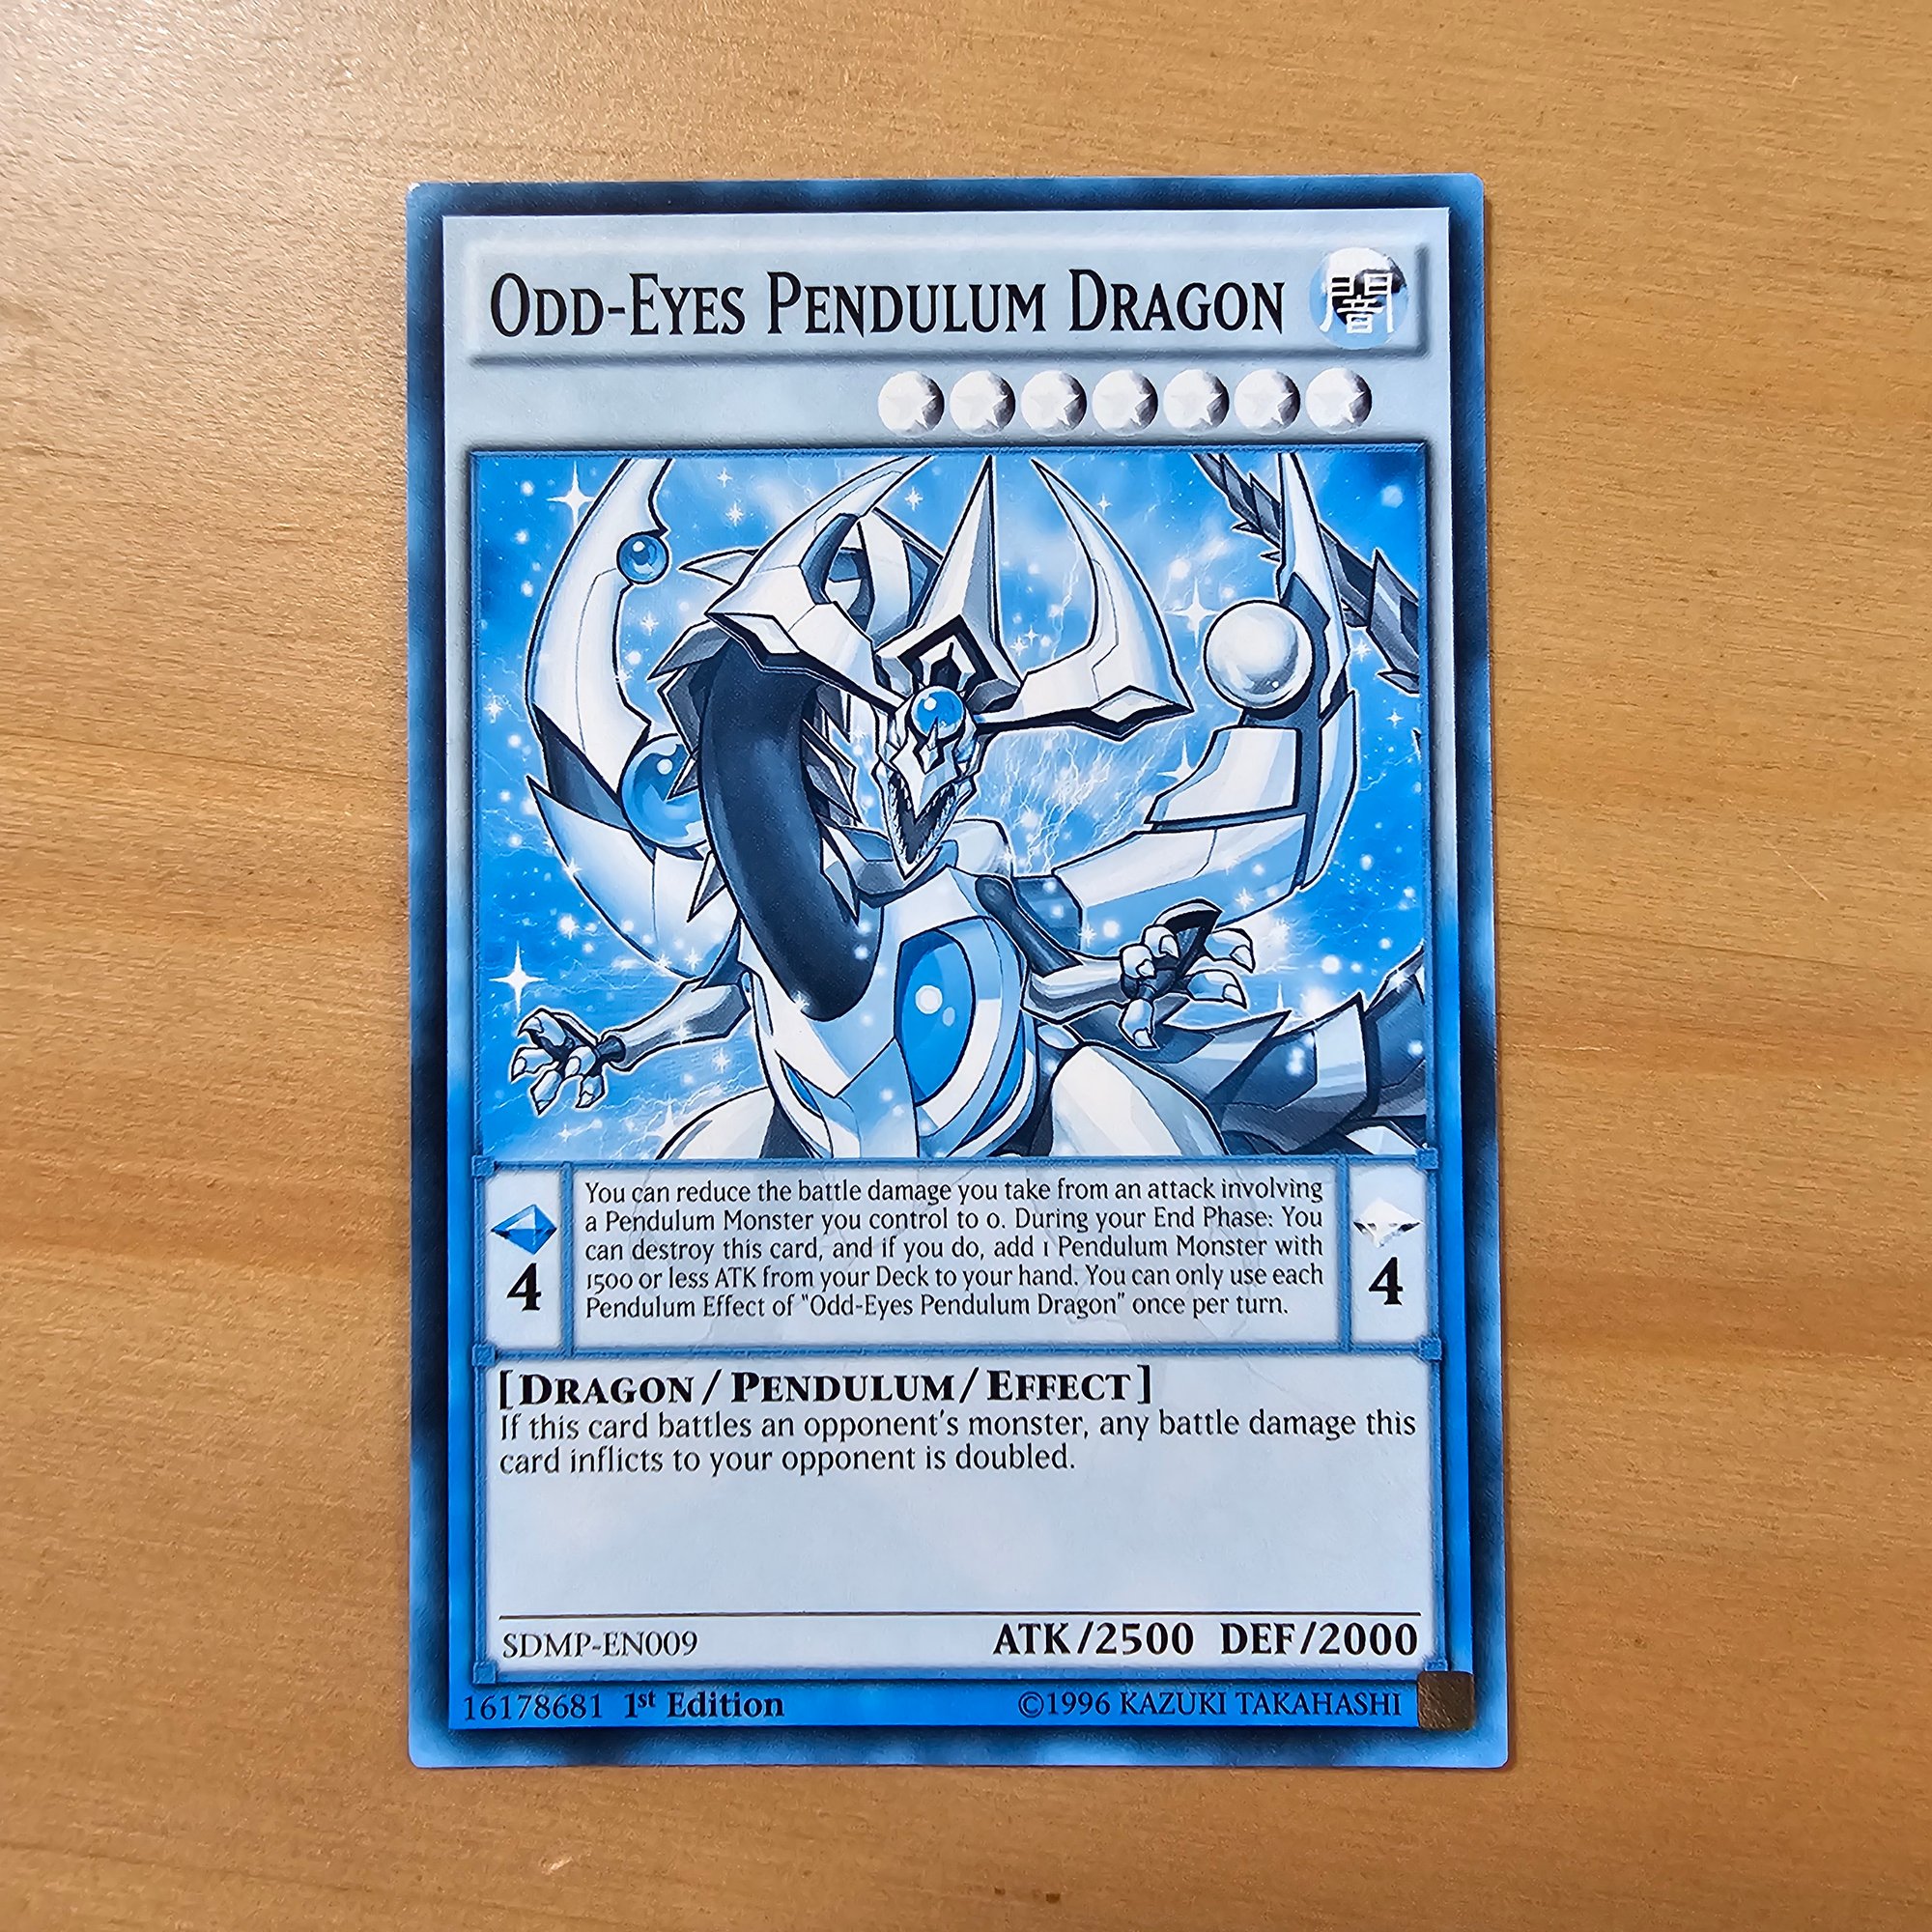 ODD-EYES PENDULUM DRAGON
闇
You can reduce the battle damage you take from an attack involving
a Pendulum Monster you control to 0. During your End Phase: You
can destroy this card, and if you do, add 1 Pendulum Monster with
1500 or less ATK from your Deck to your hand. You can only use each
Pendulum Effect of "Odd-Eyes Pendulum Dragon" once per turn.
4
4
[DRAGON/PENDULUM/EFFECT]
If this card battles an opponent's monster, any battle damage this
card inflicts to your opponent is doubled.
SDMP-EN009 ATK/2500 DEF/2000
16178681 1st Edition ©1996 KAZUKI TAKAHASHI